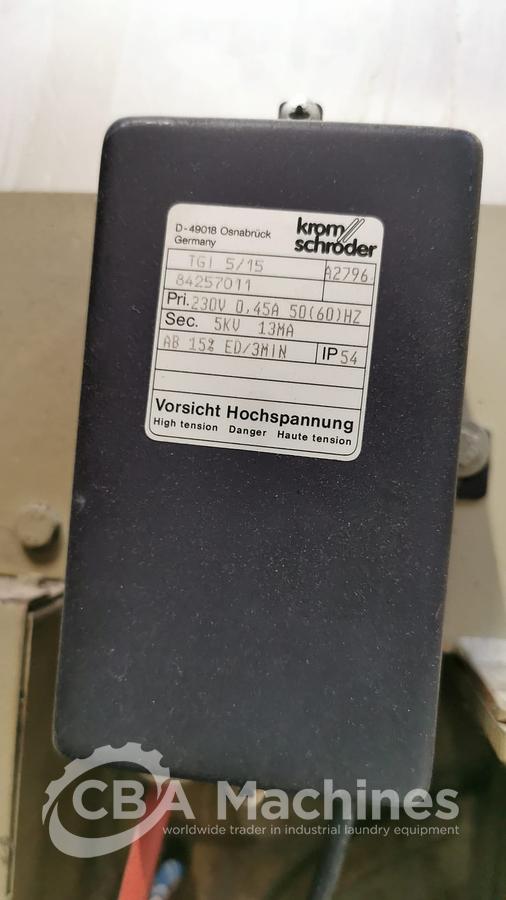 D-49018 Osnabrück
Germany
krom
schröder
TGI 5/15
A2796
84257011
Pri. 230V 0,45A 50(60)HZ
Sec. 5KV 13MA
AB 15% ED/3MIN IP 54
Vorsicht Hochspannung
High tension Danger Haute tension
CBA Machines
worldwide trader in industrial laundry equipment